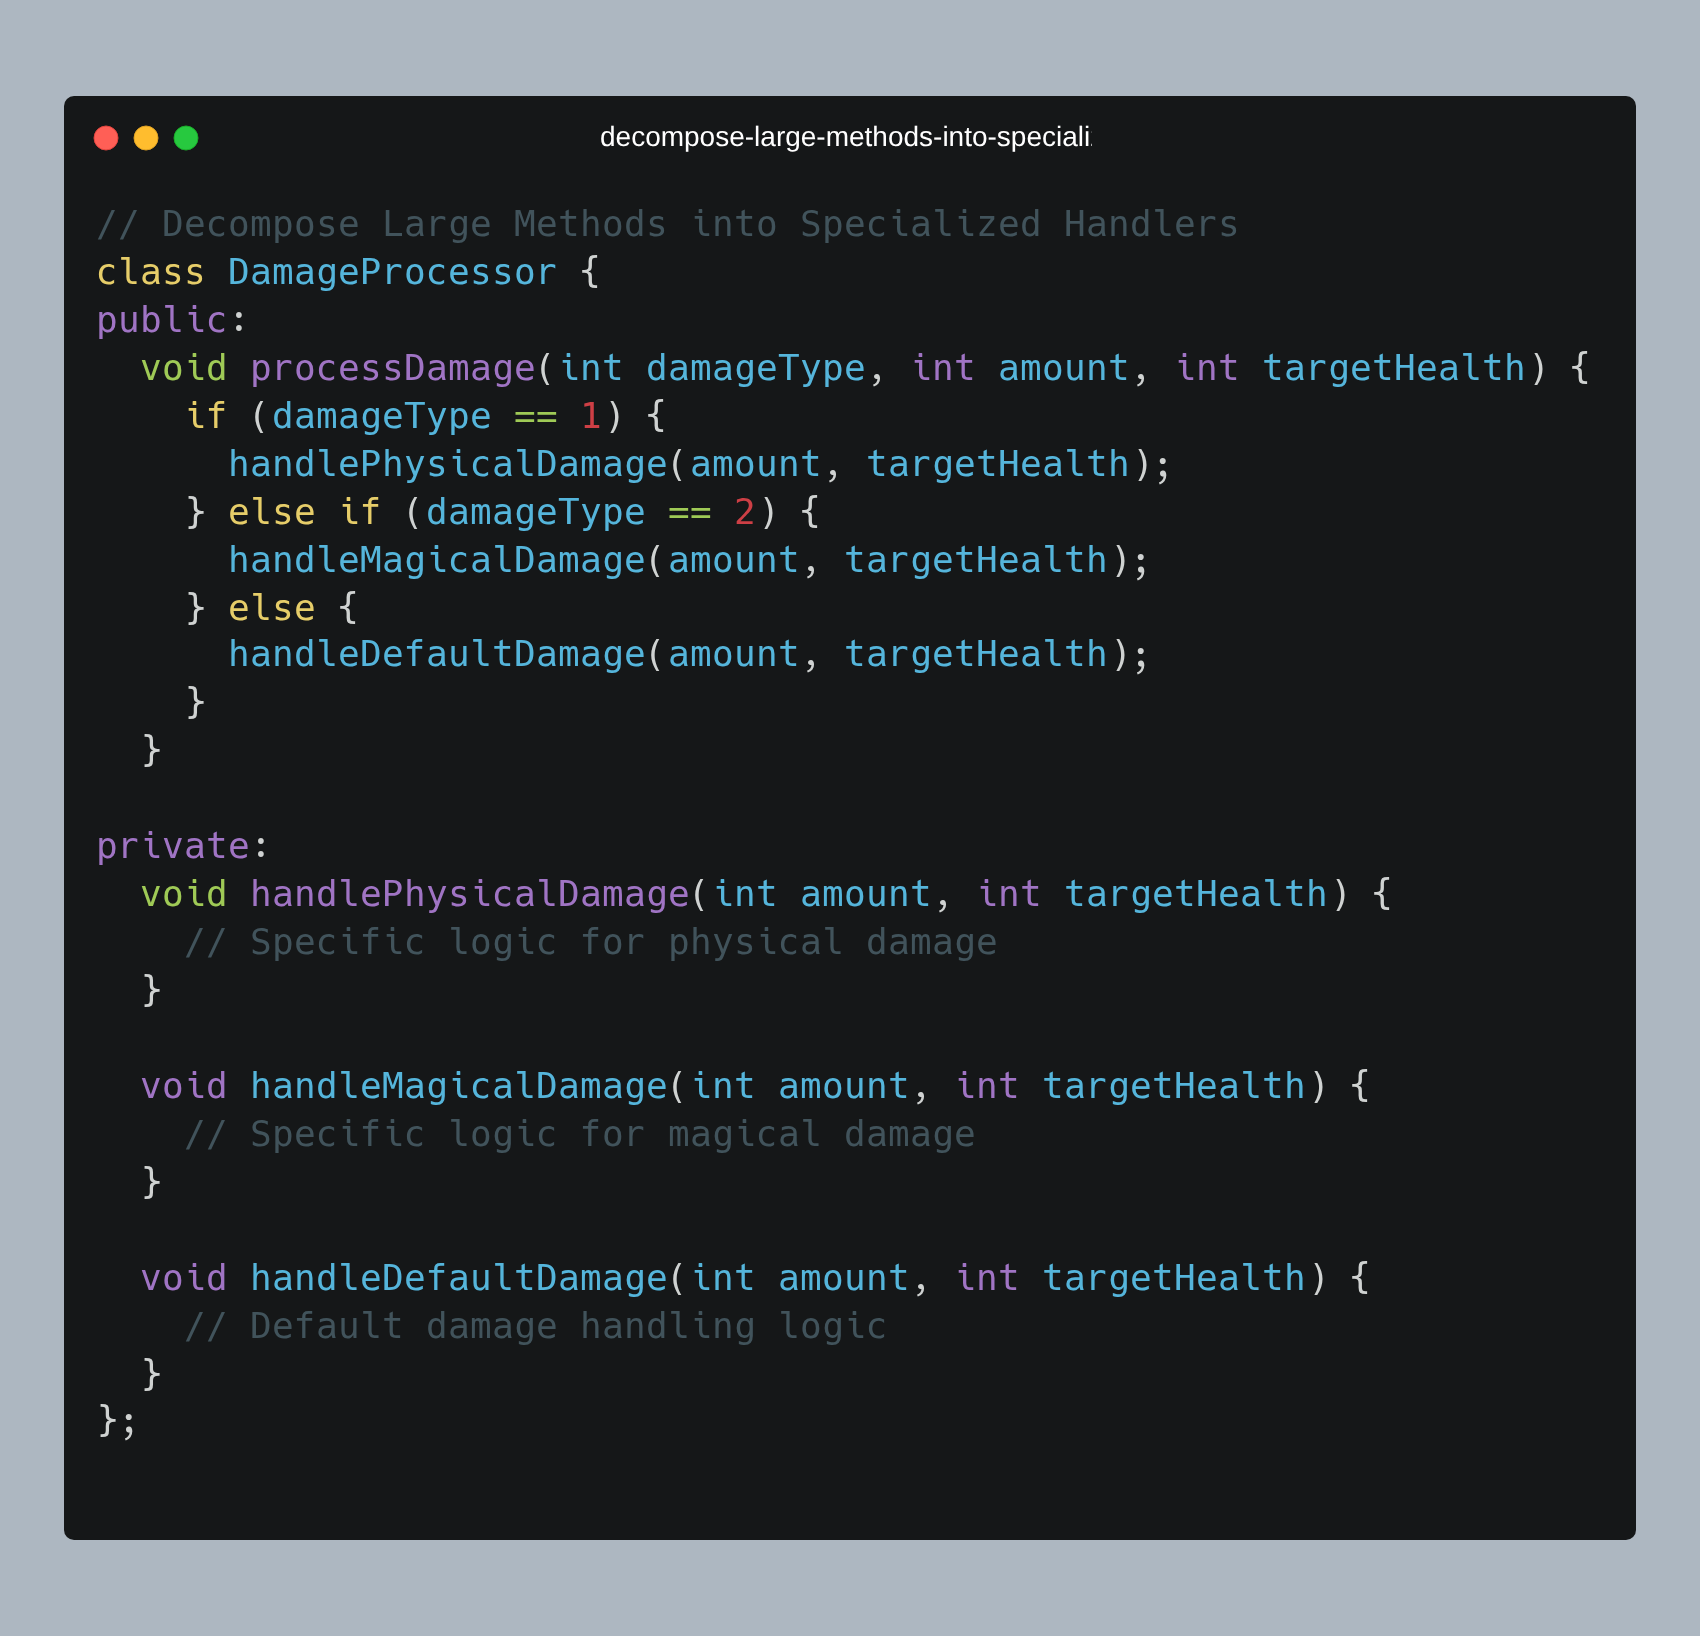 decompose-large-methods-into-speciali
// Decompose Large Methods into Specialized Handlers
class DamageProcessor {
public:
  void processDamage(int damageType, int amount, int targetHealth) {
    if (damageType == 1) {
      handlePhysicalDamage(amount, targetHealth);
    } else if (damageType == 2) {
      handleMagicalDamage(amount, targetHealth);
    } else {
      handleDefaultDamage(amount, targetHealth);
    }
  }
private:
  void handlePhysicalDamage(int amount, int targetHealth) {
    // Specific logic for physical damage
  }
  void handleMagicalDamage(int amount, int targetHealth) {
    // Specific logic for magical damage
  }
  void handleDefaultDamage(int amount, int targetHealth) {
    // Default damage handling logic
  }
};